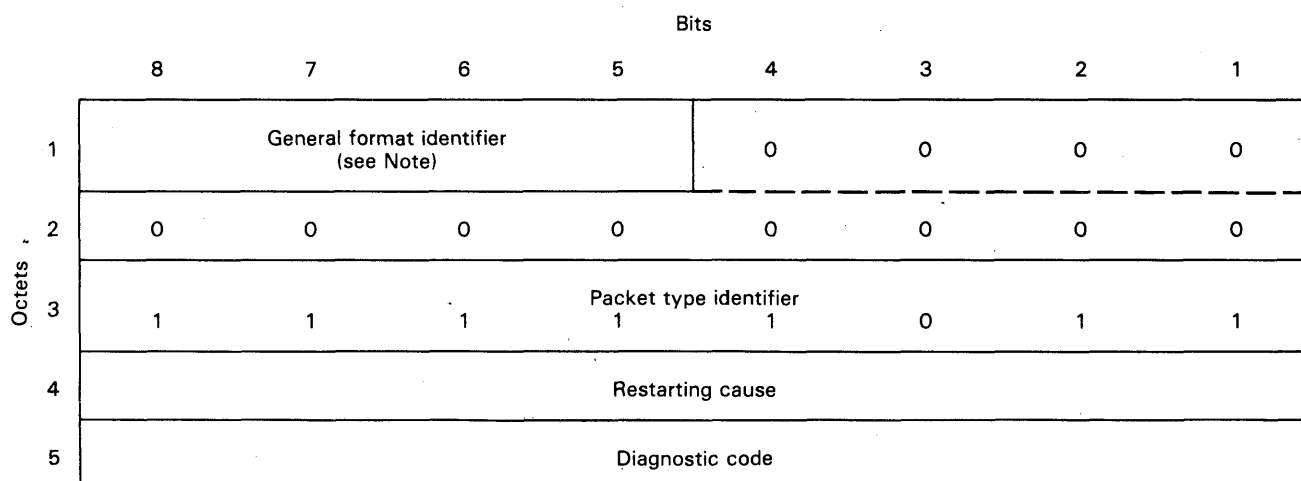 Bits
8 7 6 5 4 3 2 1
1 General format identifier 0 0 0 0
(see Note)
2 0 0 0 0 0 0 0 0
Octets
3 Packet type identifier
1 1 1 1 1 0 1 1
4 Restarting cause
5 Diagnostic code